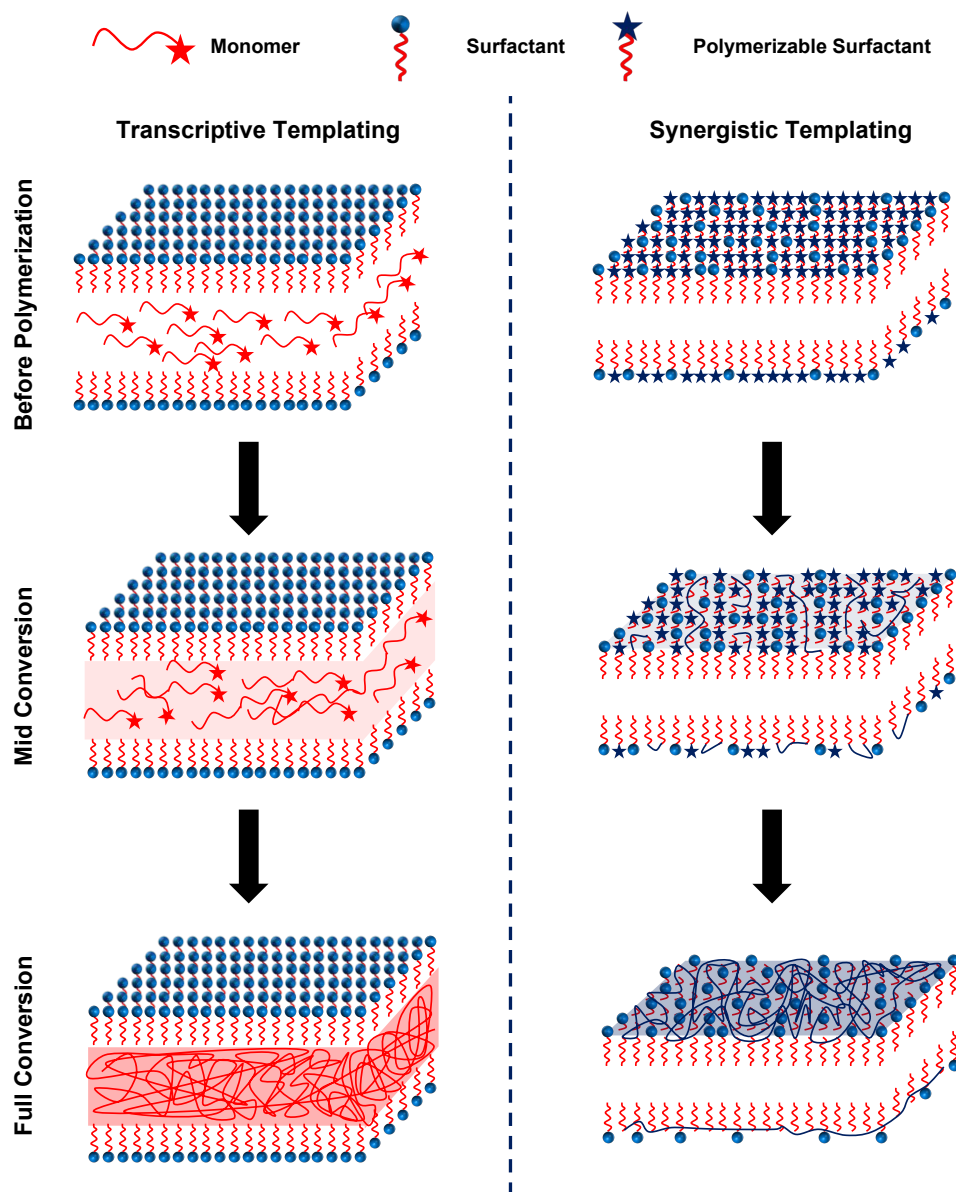 Monomer
Surfactant
Polymerizable Surfactant
Transcriptive Templating
Synergistic Templating
Before Polymerization
Mid Conversion
Full Conversion